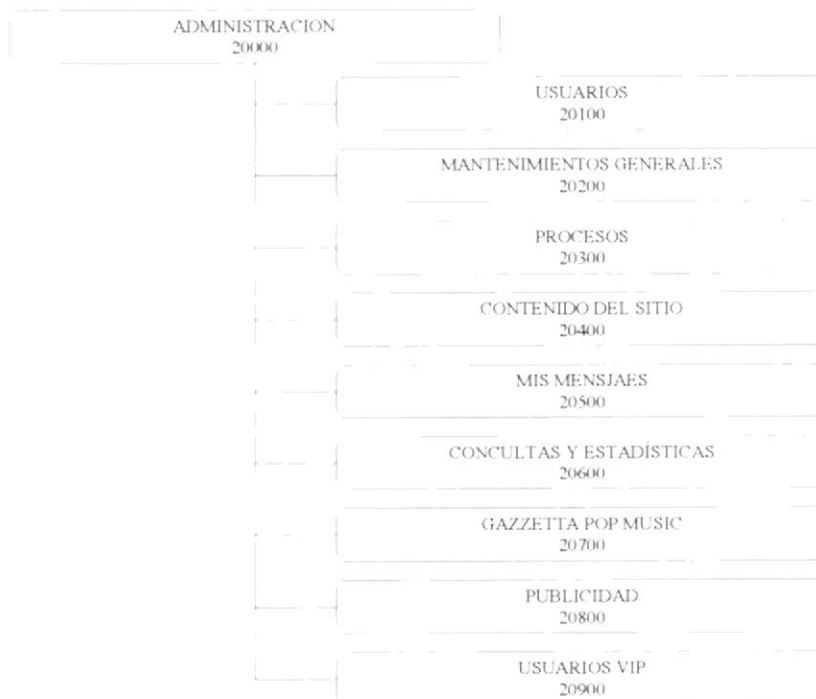 ADMINISTRACION
20000
USUARIOS
20100
MANTENIMIENTOS GENERALES
20200
PROCESOS
20300
CONTENIDO DEL SITIO
20400
MIS MENSJAES
20500
CONCULTAS Y ESTADÍSTICAS
20600
GAZZETTA POP MUSIC
20700
PUBLICIDAD
20800
USUARIOS VIP
20900